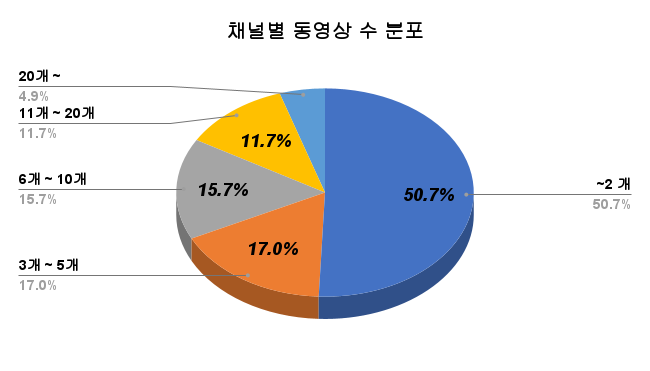 채널별 동영상 수 분포
20개 ~
4.9%
11개 ~ 20개
11.7%
6개 ~ 10개
15.7%
3개 ~ 5개
17.0%
11.7%
15.7%
17.0%
50.7%
~2 개
50.7%